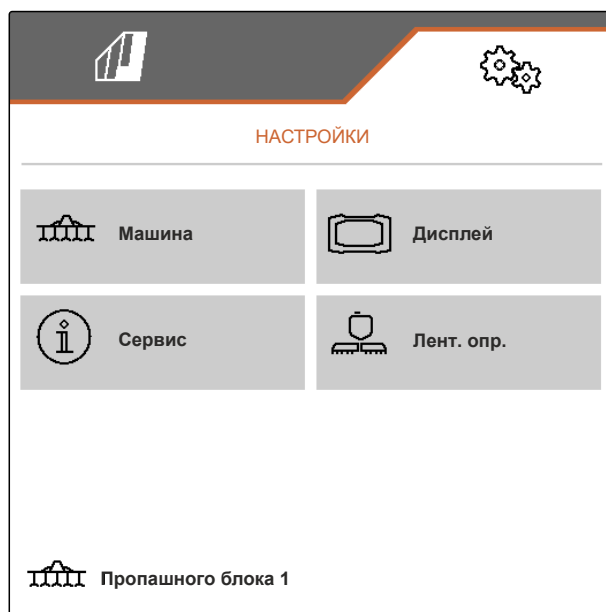 НАСТРОЙКИ
Машина
Дисплей
Сервис
Лент. опр.
Пропашного блока 1